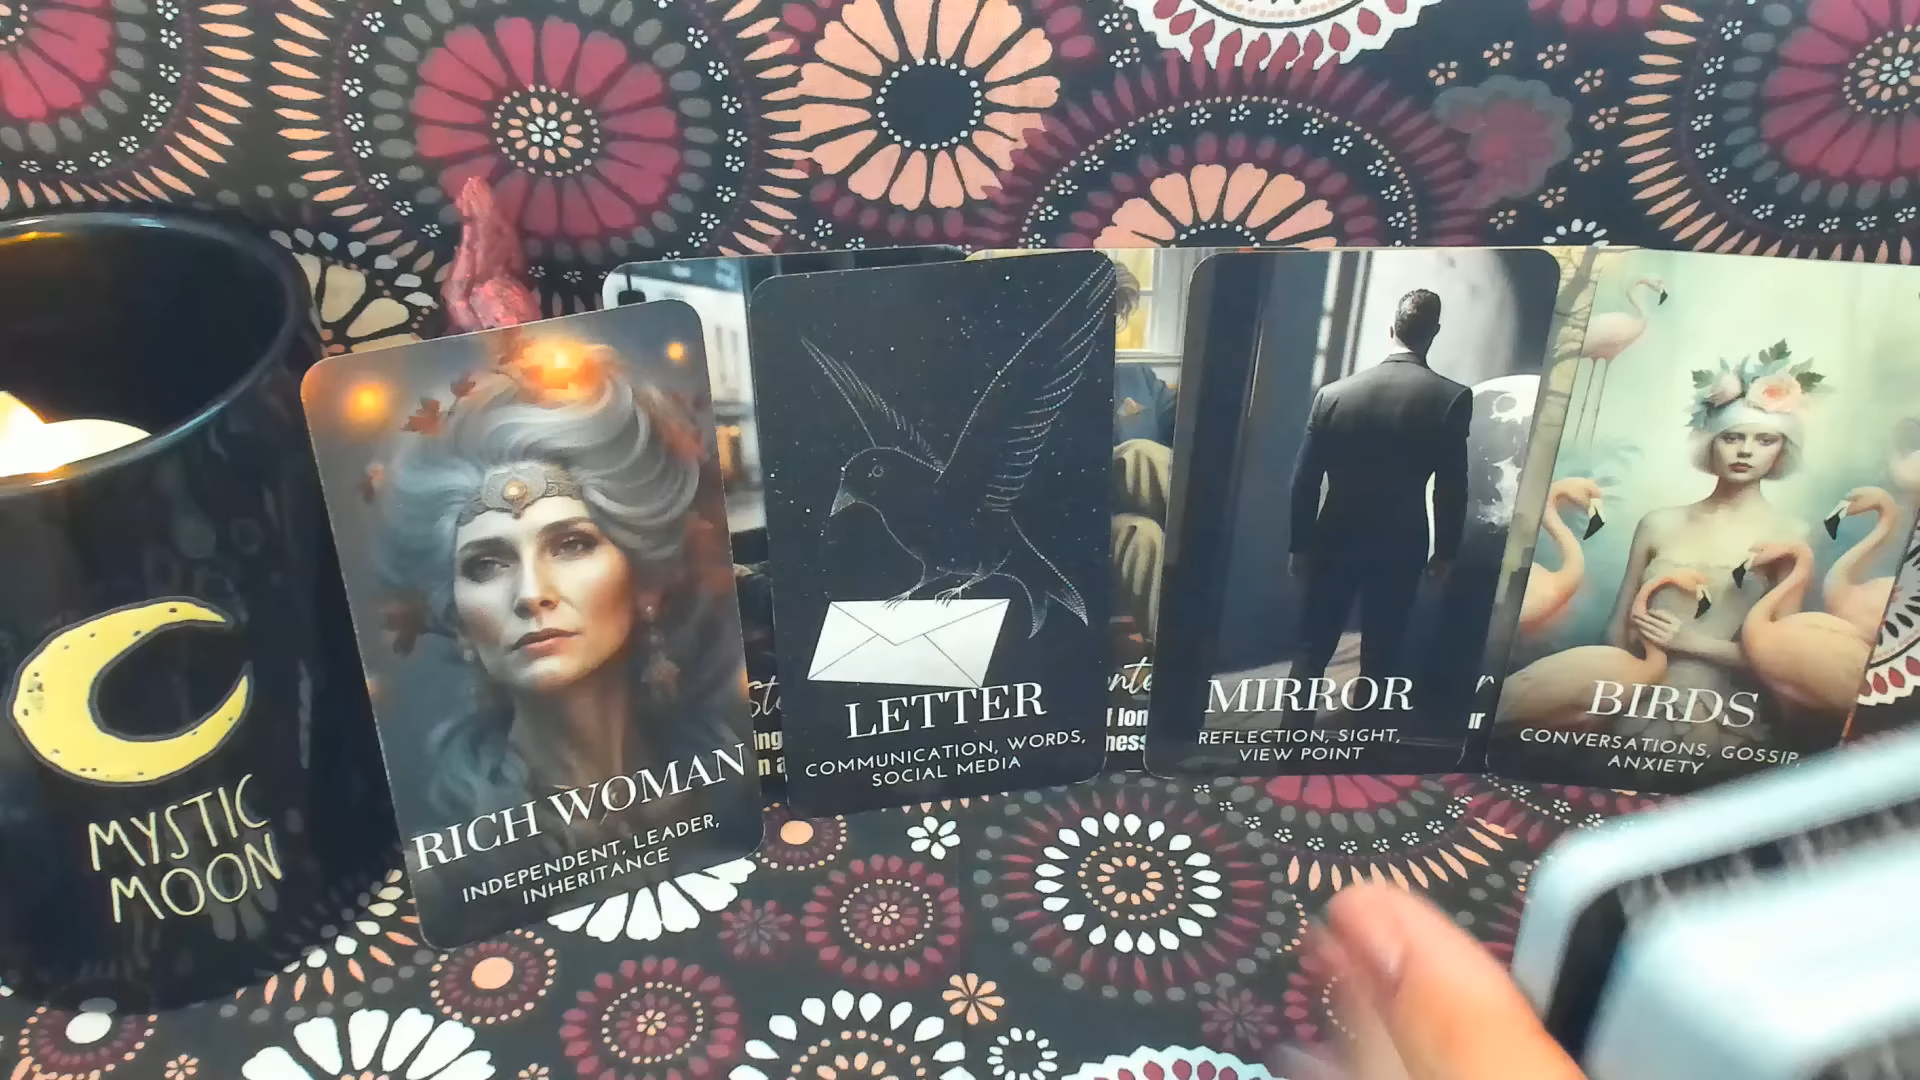 MYSTIC
MOON
RICH WOMAN
INDEPENDENT, LEADER,
INHERITANCE
LETTER
COMMUNICATION, WORDS,
SOCIAL MEDIA
MIRROR
REFLECTION, SIGHT,
VIEW POINT
BIRDS
CONVERSATIONS, GOSSIP,
ANXIETY